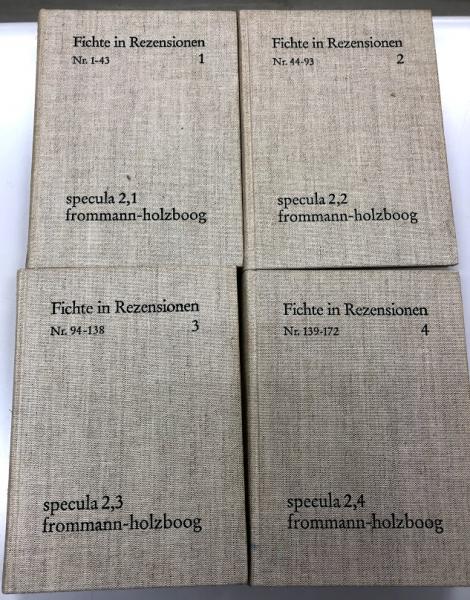 Fichte in Rezensionen
Nr. 1-43 1
specula 2,1
frommann-holzboog
Fichte in Rezensionen
Nr. 44-93 2
specula 2,2
frommann-holzboog
Fichte in Rezensionen
Nr. 94-138 3
specula 2,3
frommann-holzboog
Fichte in Rezensionen
Nr. 139-172 4
specula 2,4
frommann-holzboog